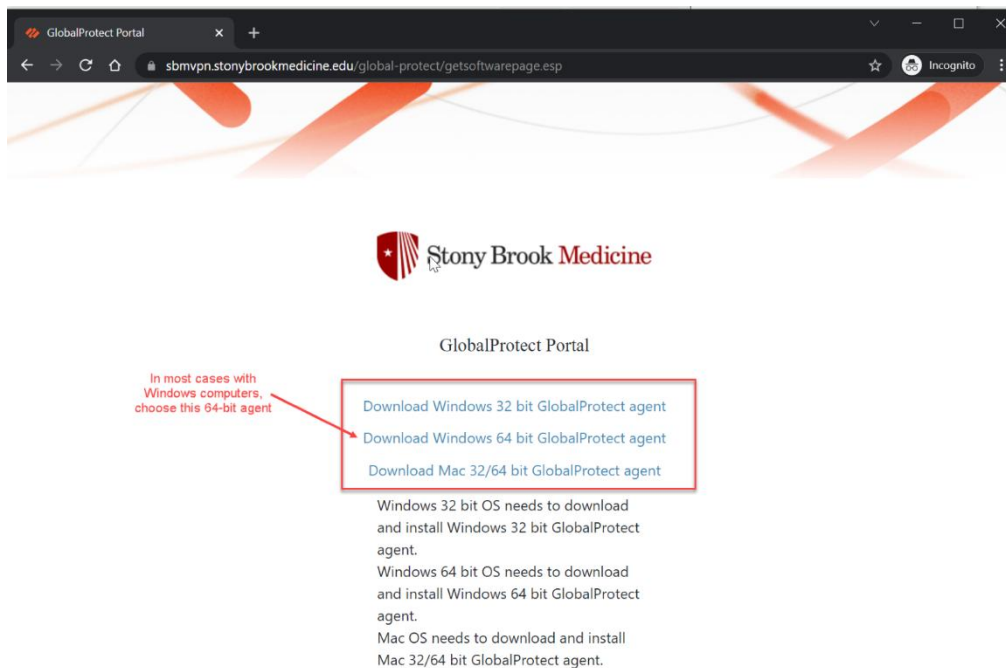 GlobalProtect Portal
sbmvpn.stonybrookmedicine.edu/global-protect/getsoftwarepage.esp
Incognito
Stony Brook Medicine
GlobalProtect Portal
In most cases with
Windows computers,
choose this 64-bit agent
Download Windows 32 bit GlobalProtect agent
Download Windows 64 bit GlobalProtect agent
Download Mac 32/64 bit GlobalProtect agent
Windows 32 bit OS needs to download
and install Windows 32 bit GlobalProtect
agent.
Windows 64 bit OS needs to download
and install Windows 64 bit GlobalProtect
agent.
Mac OS needs to download and install
Mac 32/64 bit GlobalProtect agent.